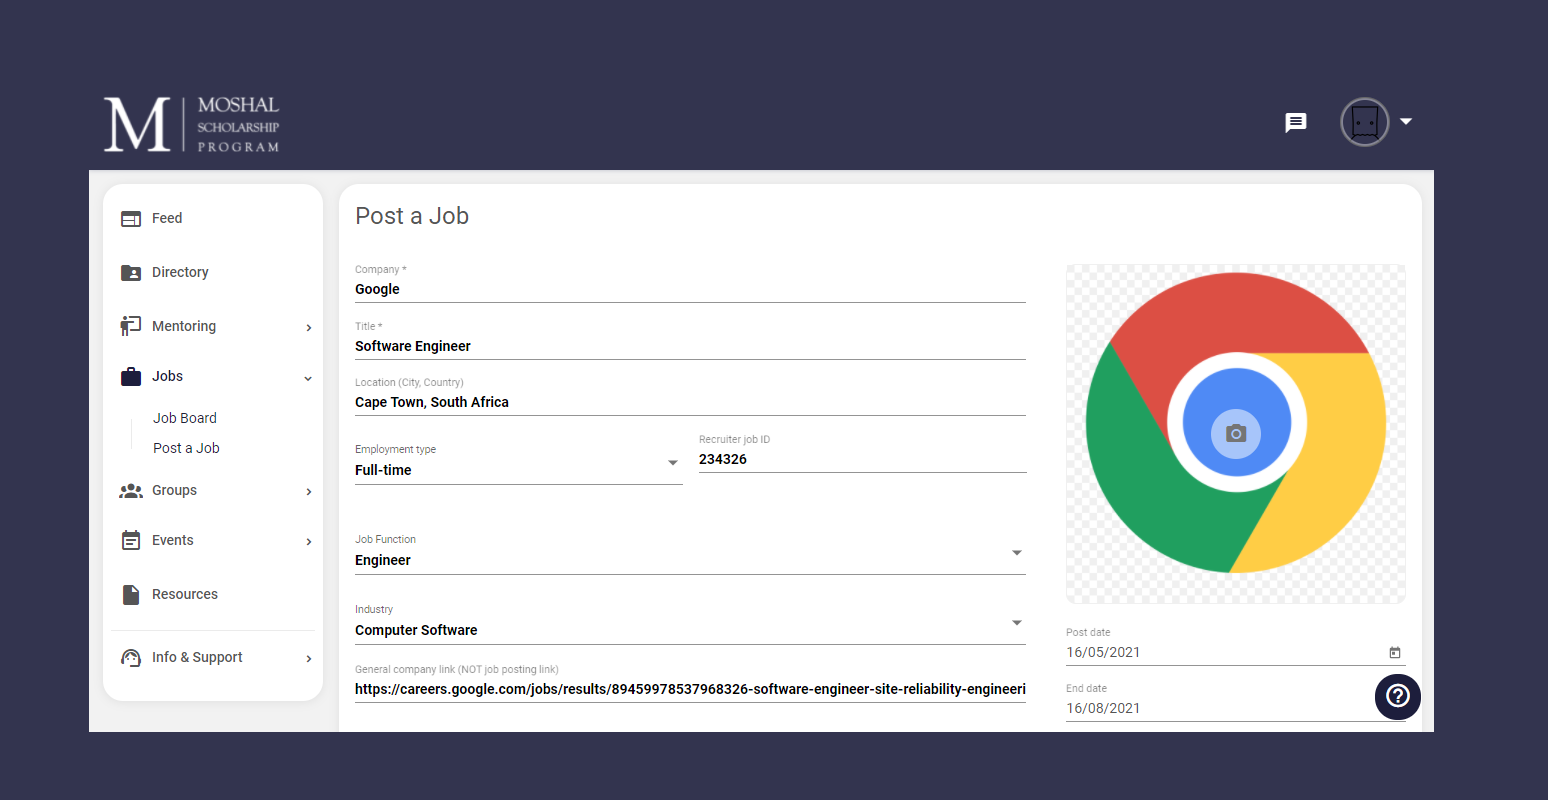 M
MOSHAL
SCHOLARSHIP
PROGRAM
Feed
Directory
Mentoring
Jobs
Job Board
Post a Job
Groups
Events
Resources
Info & Support
Post a Job
Company *
Google
Title *
Software Engineer
Location (City, Country)
Cape Town, South Africa
Employment type
Full-time
Recruiter job ID
234326
Job Function
Engineer
Industry
Computer Software
General company link (NOT job posting link)
https://careers.google.com/jobs/results/89459978537968326-software-engineer-site-reliability-engineeri
Post date
16/05/2021
End date
16/08/2021
?